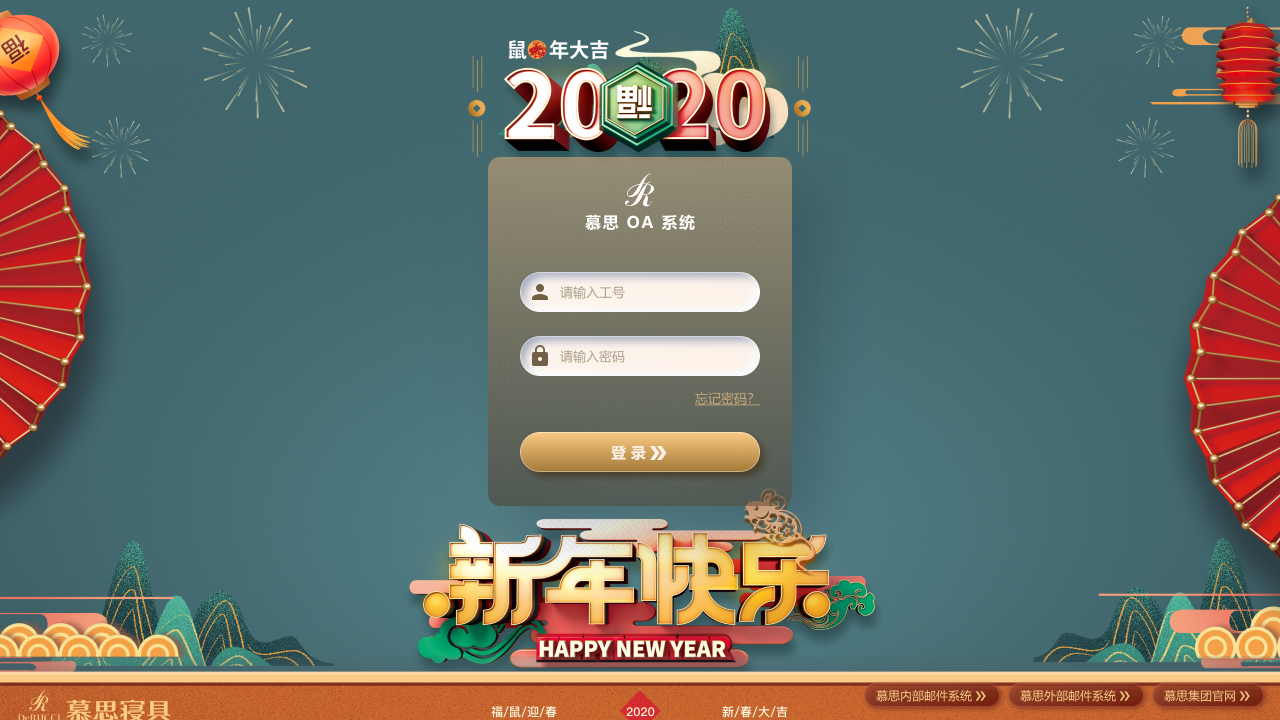 福
鼠年大吉
2020
福
慕思 OA 系统
请输入工号
请输入密码
忘记密码？
登 录
新年快乐
HAPPY NEW YEAR
慕思内部邮件系统
慕思外部邮件系统
慕思集团官网
DeRUCCI 慕思寝具
福/鼠/迎/春
2020
新/春/大/吉